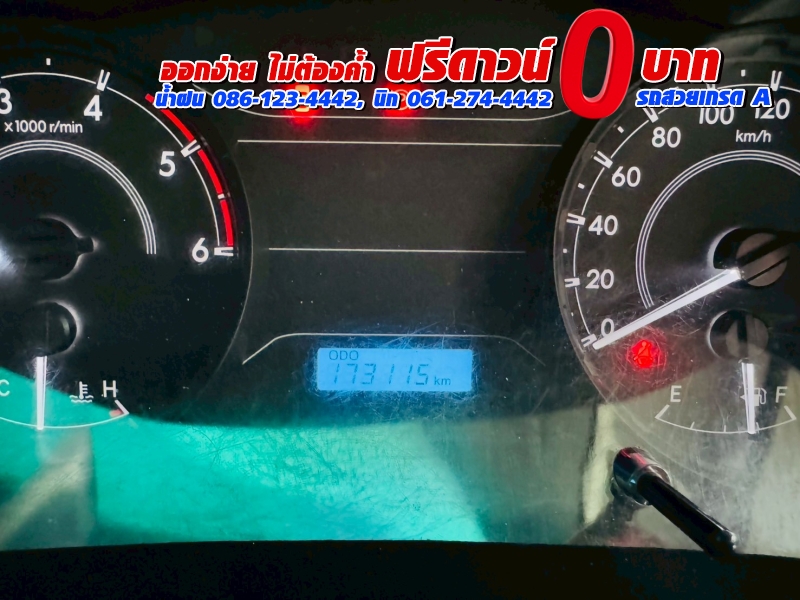 ออกง่าย ไม่ต้องค้ำ ฟรีดาวน์ 0 บาท
น้ำฝน 086-123-4442, นิก 061-274-4442 รถสวยเกรด A
3 4 5 6
x1000 r/min
0 20 40 60 80 100 120
km/h
ODO
173115 km
C H
E F